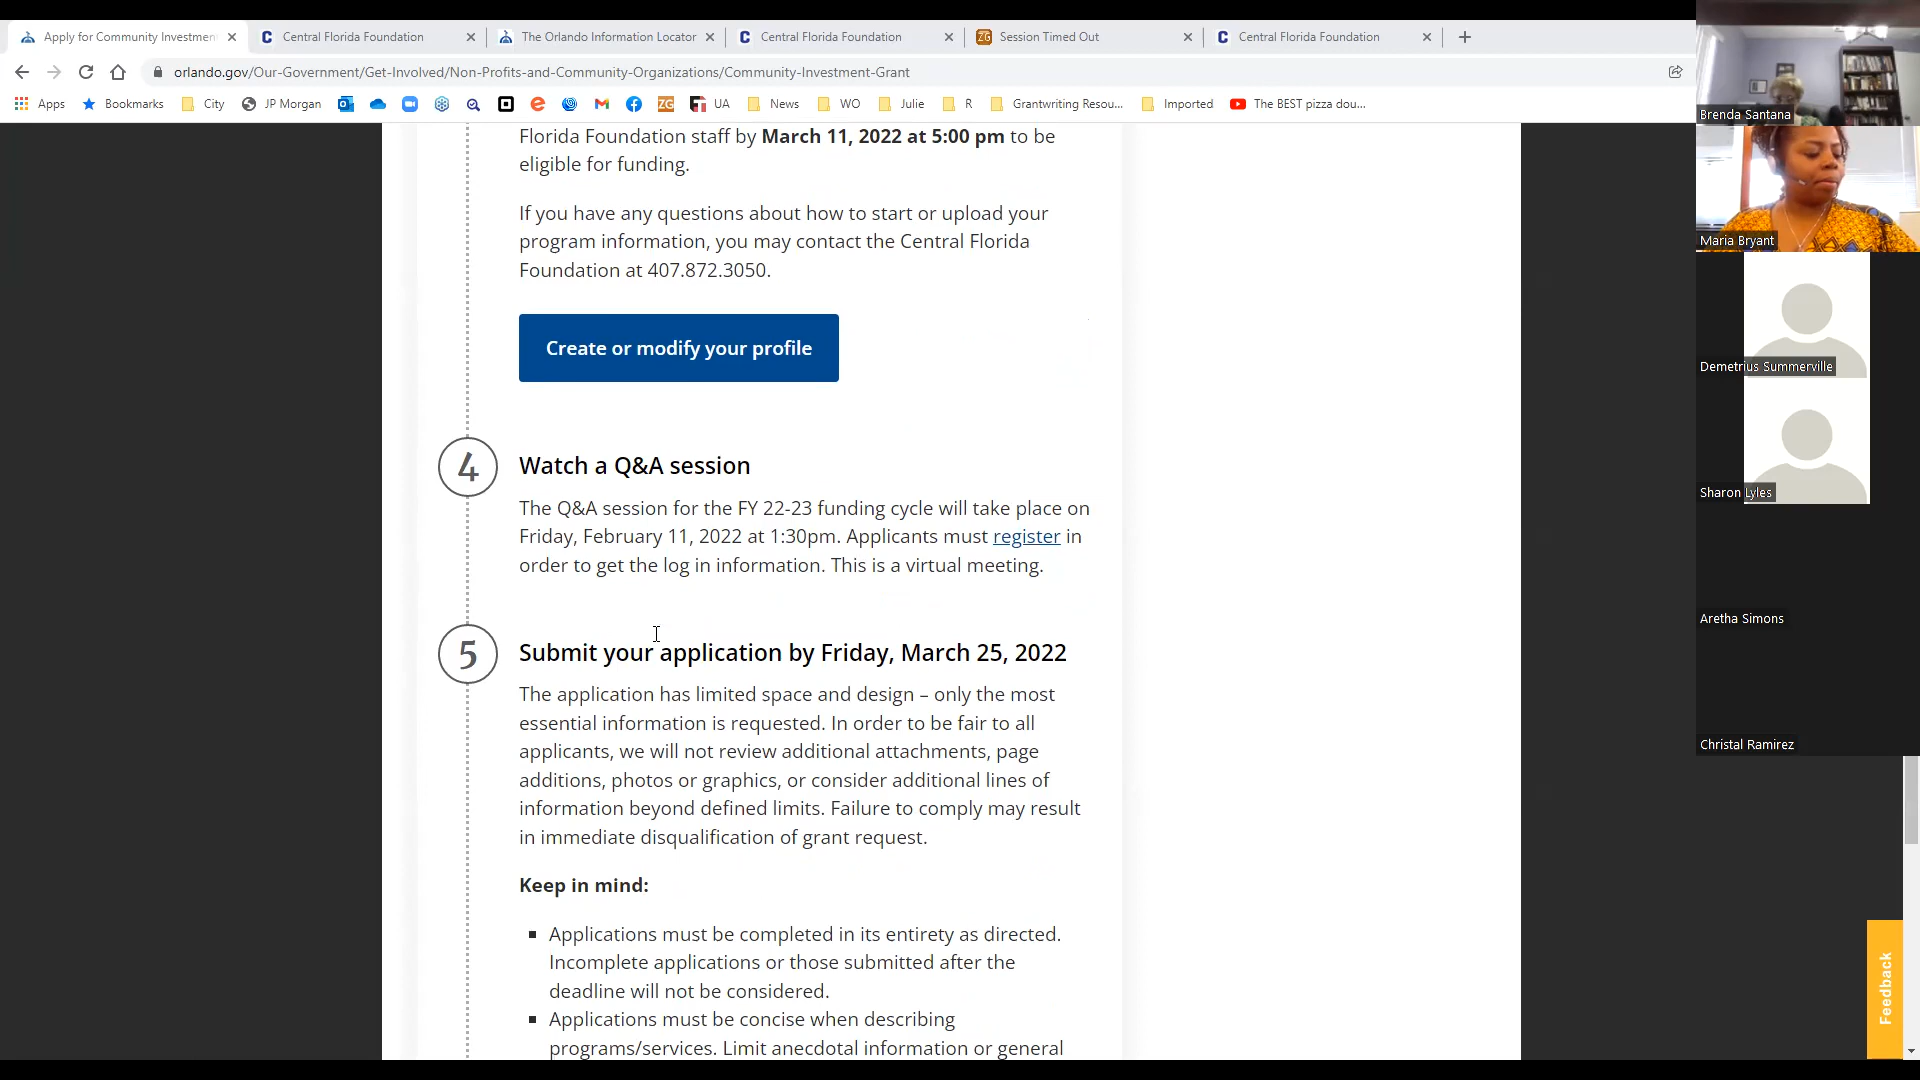 Apply for Community Investmen
Central Florida Foundation
The Orlando Information Locator
Central Florida Foundation
Session Timed Out
Central Florida Foundation
orlando.gov/Our-Government/Get-Involved/Non-Profits-and-Community-Organizations/Community-Investment-Grant
Apps
Bookmarks
City
JP Morgan
UA
News
WO
Julie
R
Grantwriting Resou...
Imported
The BEST pizza dou...
Florida Foundation staff by March 11, 2022 at 5:00 pm to be
eligible for funding.
If you have any questions about how to start or upload your
program information, you may contact the Central Florida
Foundation at 407.872.3050.
Create or modify your profile
4
Watch a Q&A session
The Q&A session for the FY 22-23 funding cycle will take place on
Friday, February 11, 2022 at 1:30pm. Applicants must register in
order to get the log in information. This is a virtual meeting.
5
Submit your application by Friday, March 25, 2022
The application has limited space and design – only the most
essential information is requested. In order to be fair to all
applicants, we will not review additional attachments, page
additions, photos or graphics, or consider additional lines of
information beyond defined limits. Failure to comply may result
in immediate disqualification of grant request.
Keep in mind:
Applications must be completed in its entirety as directed.
Incomplete applications or those submitted after the
deadline will not be considered.
Applications must be concise when describing
programs/services. Limit anecdotal information or general
Feedback
Brenda Santana
Maria Bryant
Demetrius Summerville
Sharon Lyles
Aretha Simons
Christal Ramirez